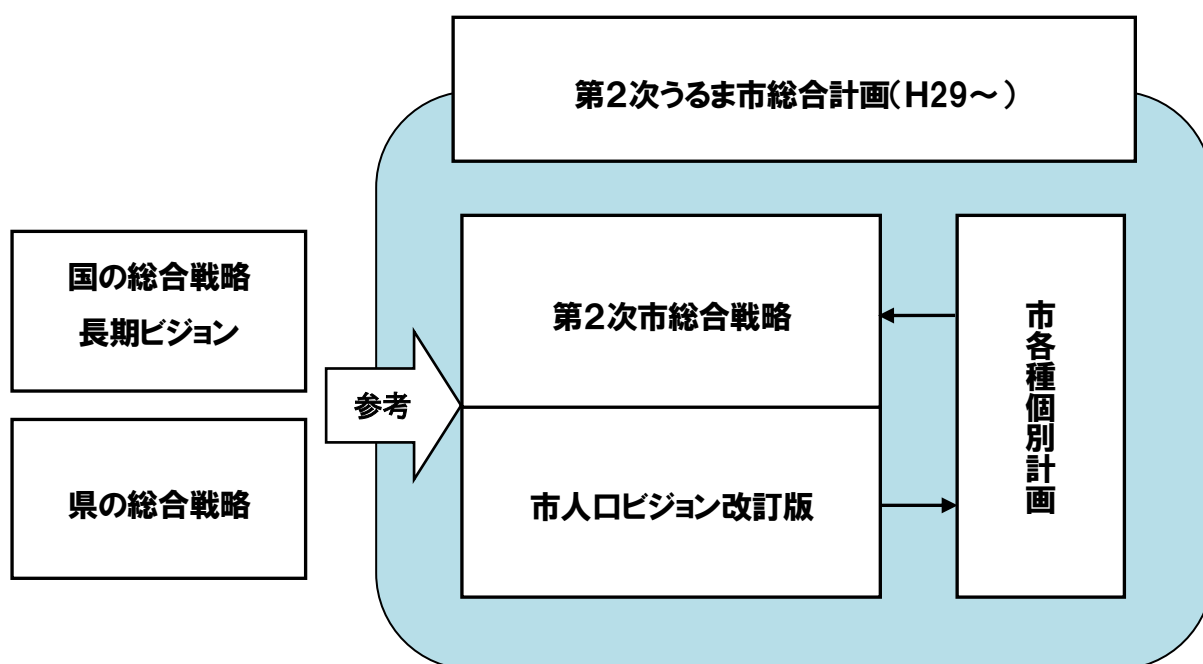 第2次うるま市総合計画(H29～)
国の総合戦略
長期ビジョン
県の総合戦略
参考
第2次市総合戦略
市人口ビジョン改訂版
市各種個別計画